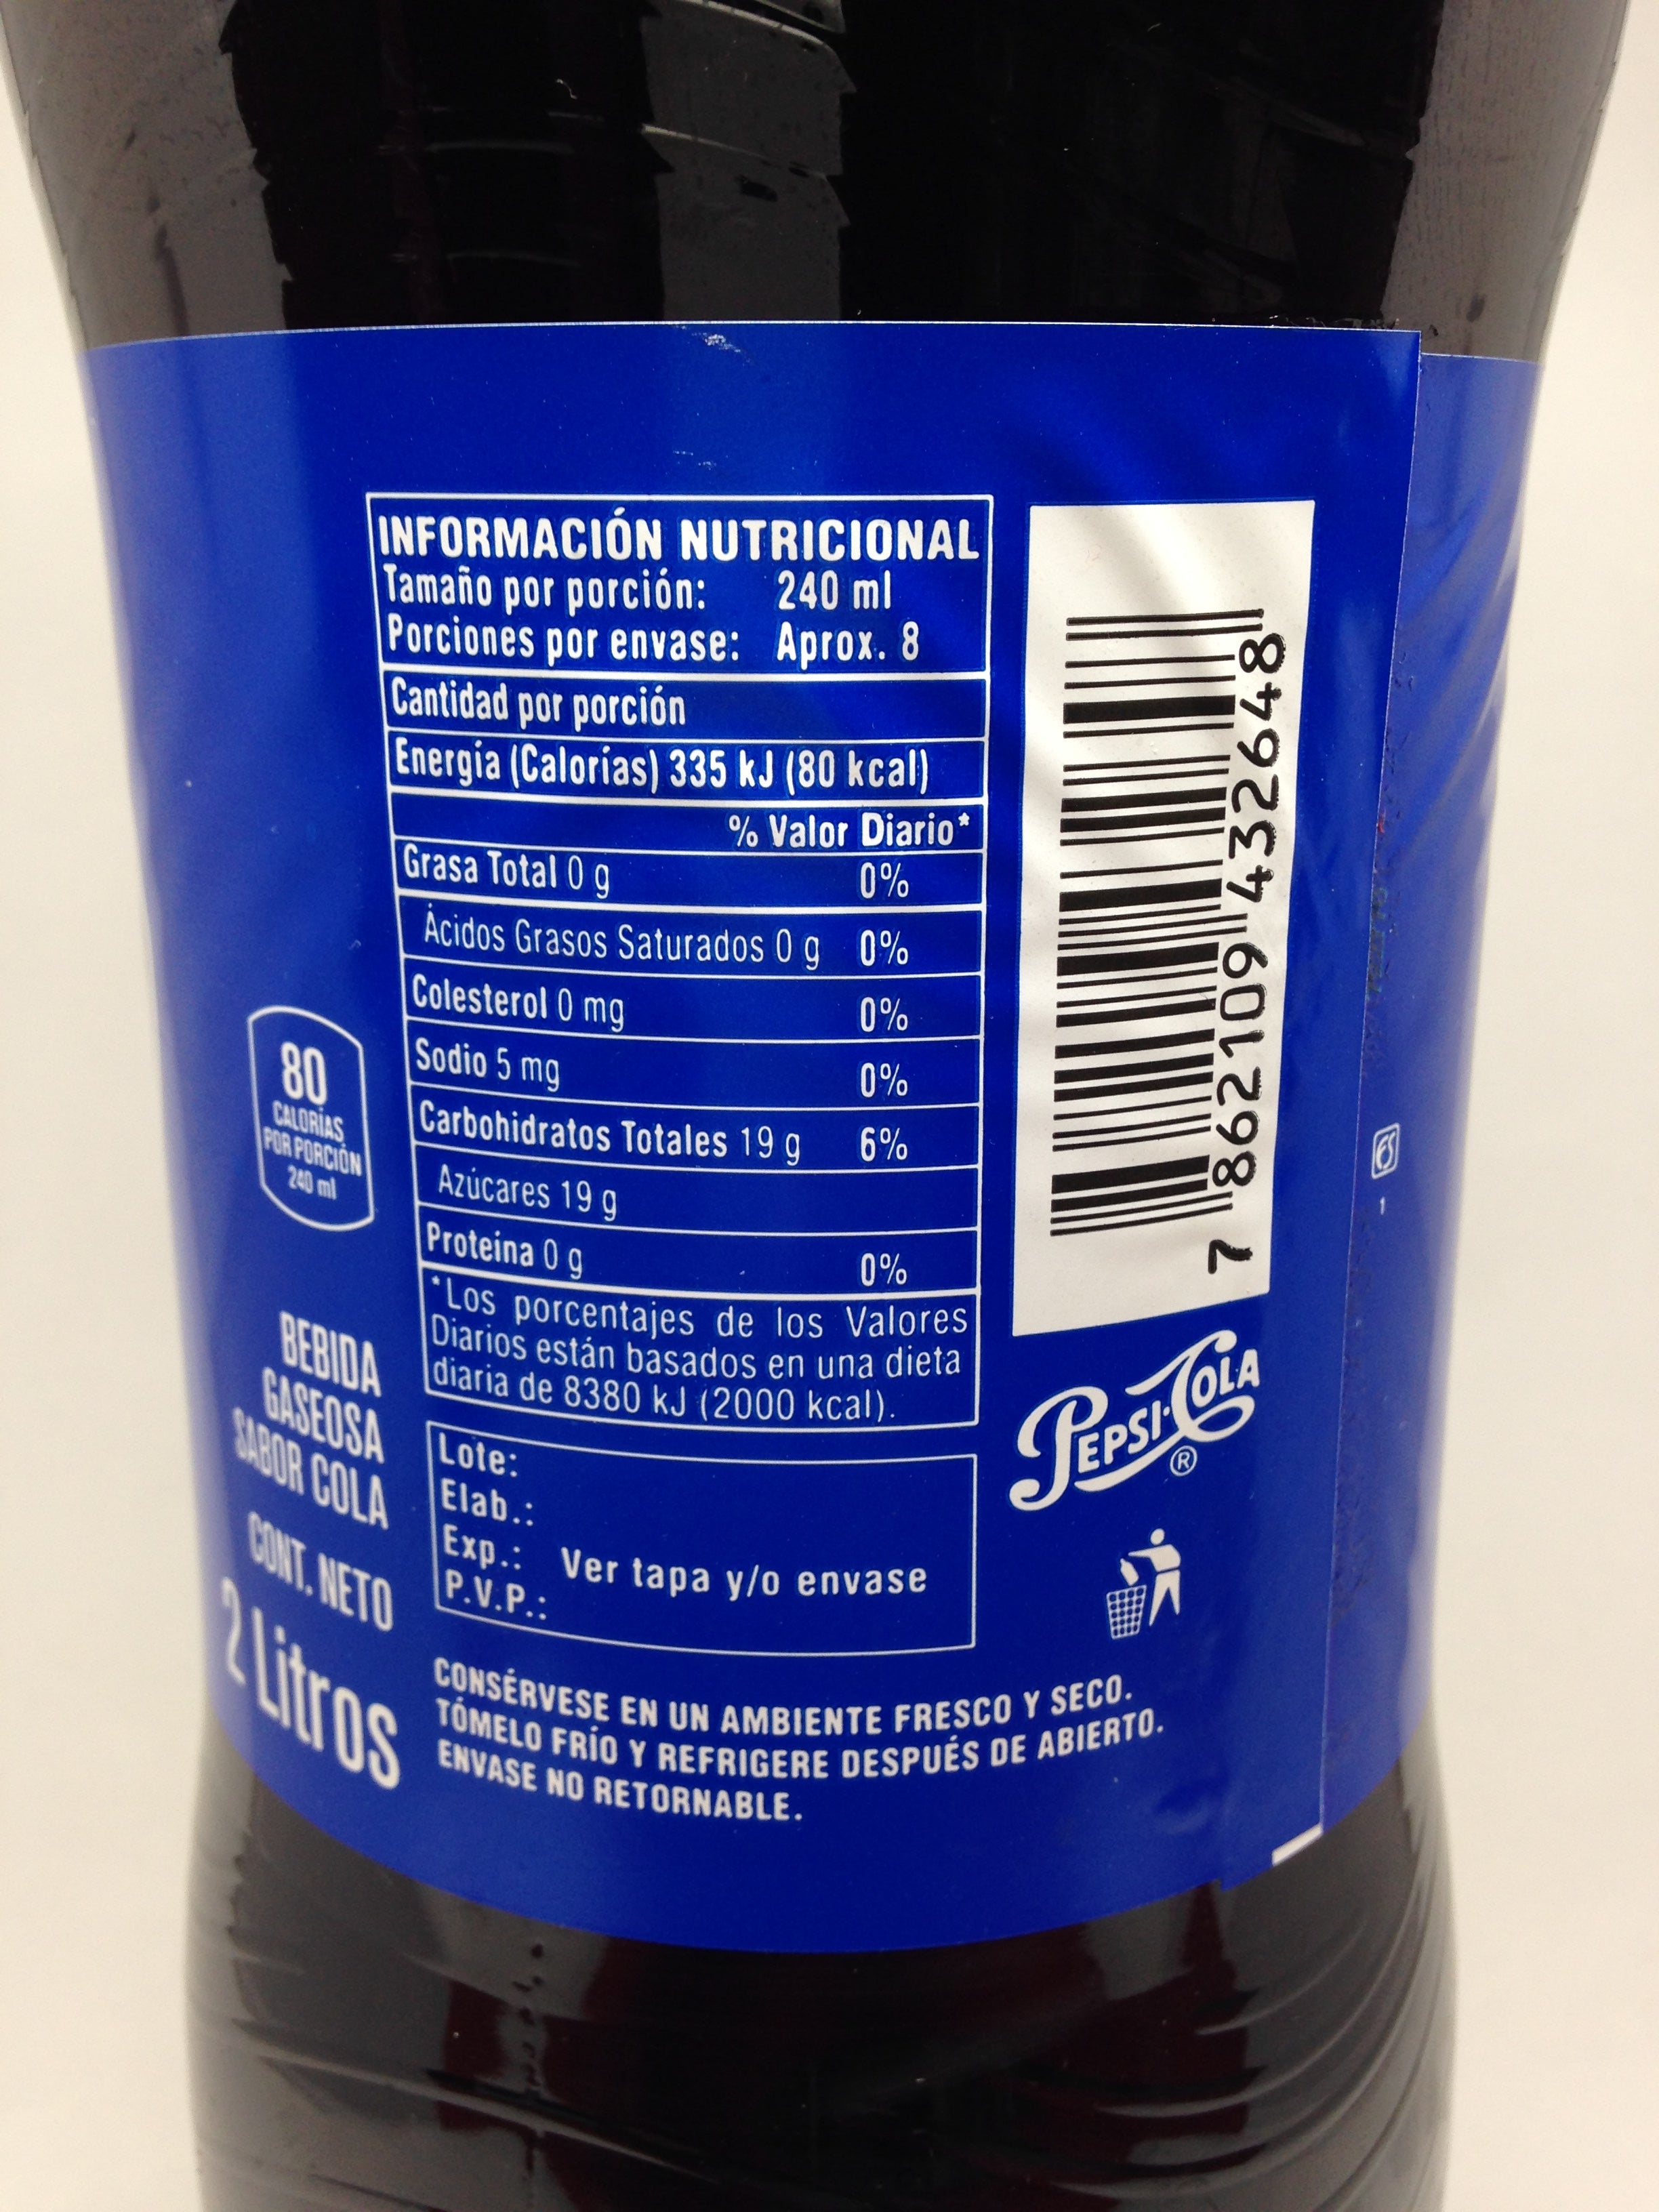 INFORMACIÓN NUTRICIONAL
Tamaño por porción: 240 ml
Porciones por envase: Aprox. 8
Cantidad por porción
Energía (Calorías) 335 kJ (80 kcal)
% Valor Diario*
Grasa Total 0 g 0%
Ácidos Grasos Saturados 0 g 0%
Colesterol 0 mg 0%
Sodio 5 mg 0%
Carbohidratos Totales 19 g 6%
Azúcares 19 g
Proteína 0 g 0%
*Los porcentajes de los Valores
Diarios están basados en una dieta
diaria de 8380 kJ (2000 kcal).
Lote:
Elab.:
Exp.: Ver tapa y/o envase
P.V.P.:
CONSÉRVESE EN UN AMBIENTE FRESCO Y SECO.
TÓMELO FRÍO Y REFRIGERE DESPUÉS DE ABIERTO.
ENVASE NO RETORNABLE.
80
CALORÍAS
POR PORCIÓN
240 ml
BEBIDA
GASEOSA
SABOR COLA
CONT. NETO
2 Litros
7 862109 432648
PEPSI-COLA
®
1